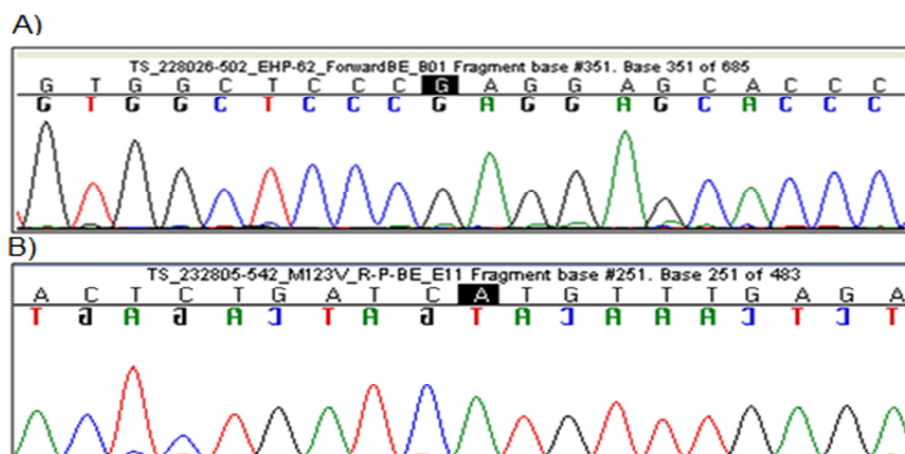 A)
TS_228026-502_EHP-62_ForwardBE_B01 Fragment base #351. Base 351 of 685
G T G G C T C C C G A G G A G C A C C C
G T G G C T C C C G A G G A G C A C C C
B)
TS_232805-542_M123V_R-P-BE_E11 Fragment base #251. Base 251 of 483
A C T C T G A T C A T G T T T G A G A
T G A G A C T A G T A C A A A C T C T